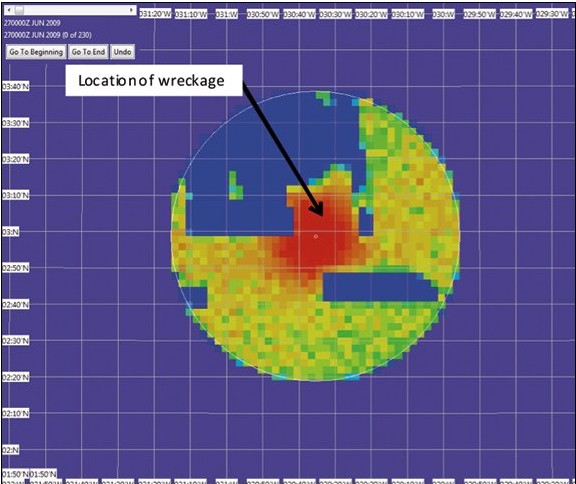 031:20'W 031:10'W 031:W 030:50'W 030:40'W 030:30'W 030:20'W 030:10'W 030:W 029:50'W 029:40'W 029:30'W
270000Z JUN 2009
270000Z JUN 2009 (0 of 230)
Go To Beginning Go To End Undo
Location of wreckage
03:40'N
03:30'N
03:20'N
03:10'N
03:N
02:50'N
02:40'N
02:30'N
02:20'N
02:10'N
02:N
01:50'N 01:50'N